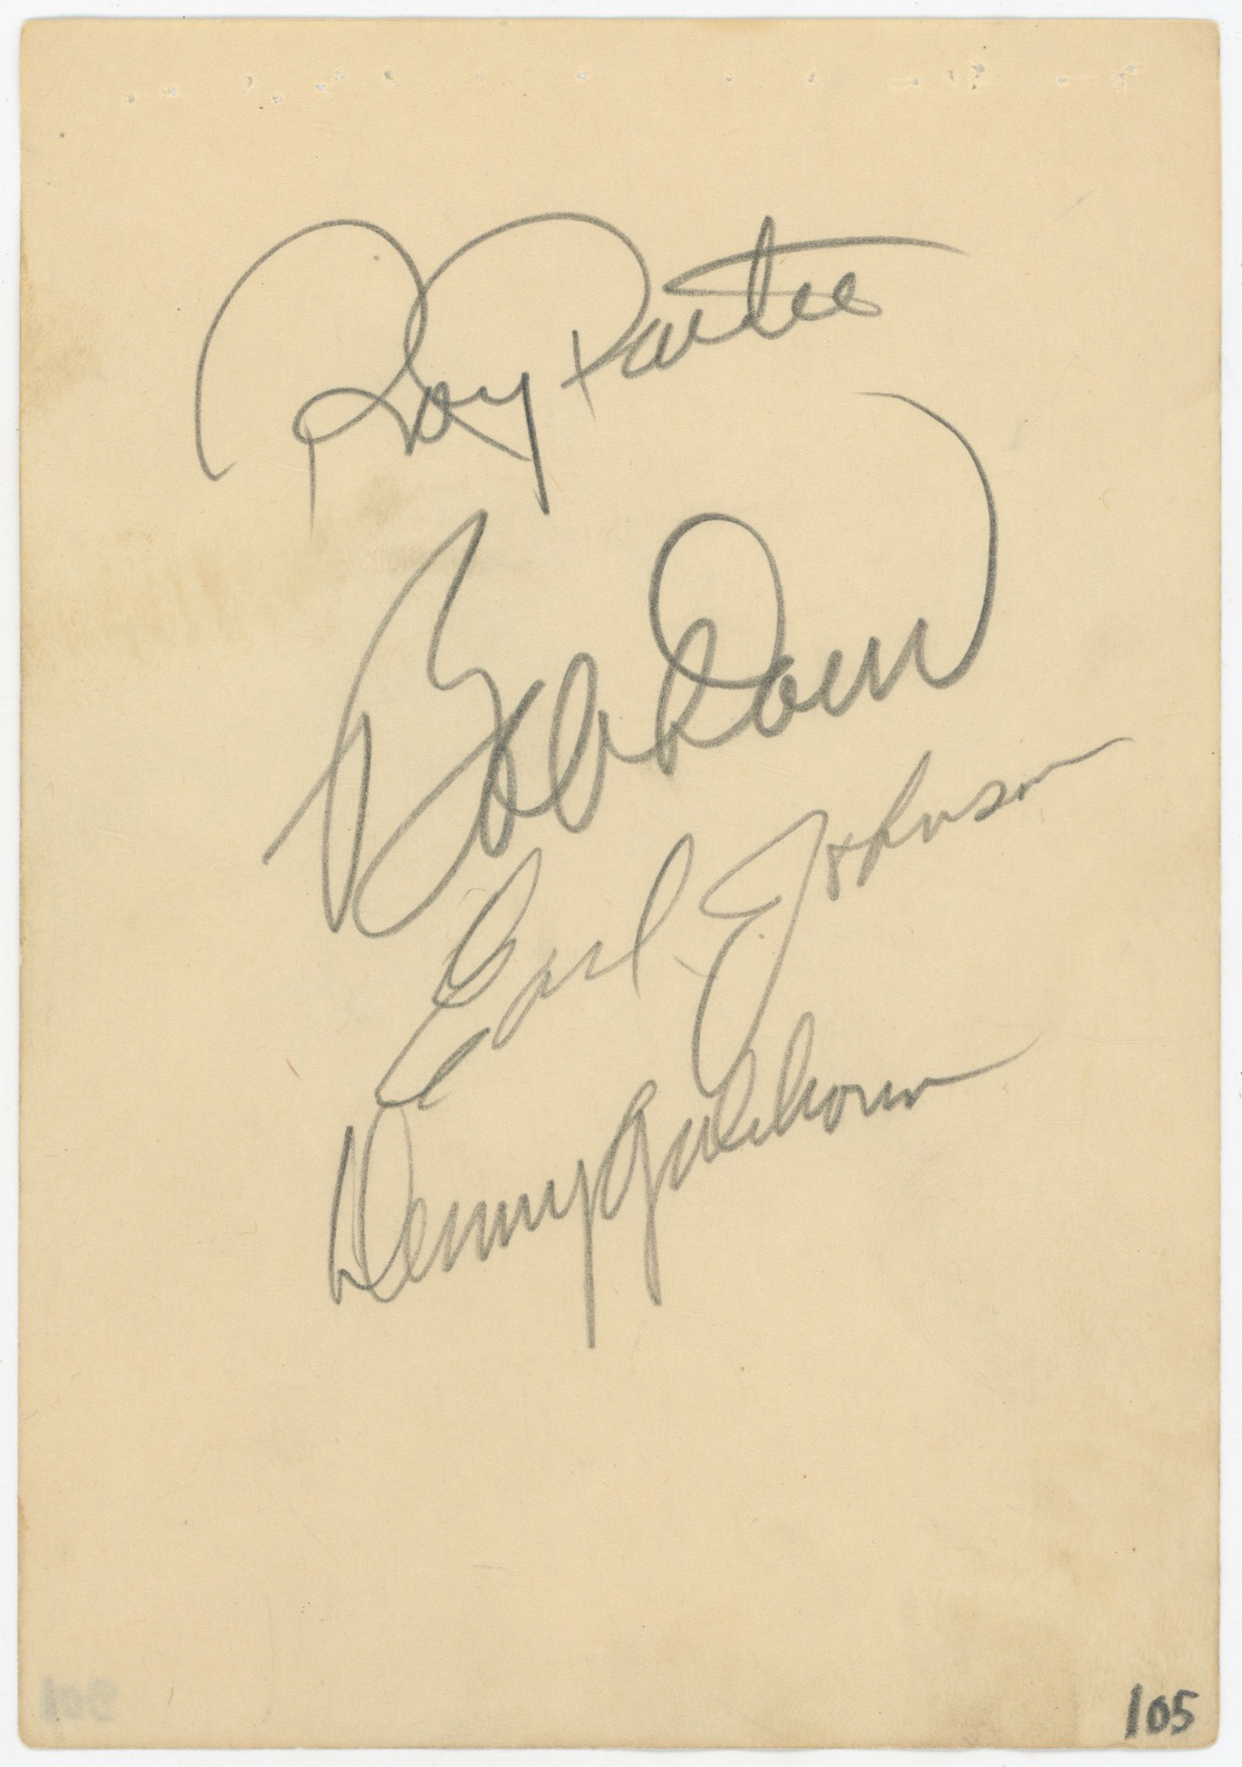 Roy Partee
Bob Doerr
Earl Johnson
Denny Galehouse
105